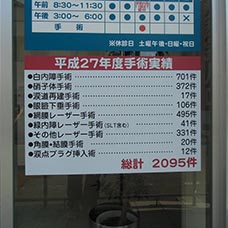 午前 8:30～11:30
午後 3:00～6:00
手術
※休診日 土曜午後・日曜・祝日
平成27年度手術実績
●白内障手術 701件
●硝子体手術 372件
●涙道再建手術 17件
●眼瞼下垂手術 106件
●網膜レーザー手術 495件
●緑内障レーザー手術(SLT含む) 41件
●その他レーザー手術 331件
●角膜・結膜手術 20件
●涙点プラグ挿入術 12件
総計 2095件